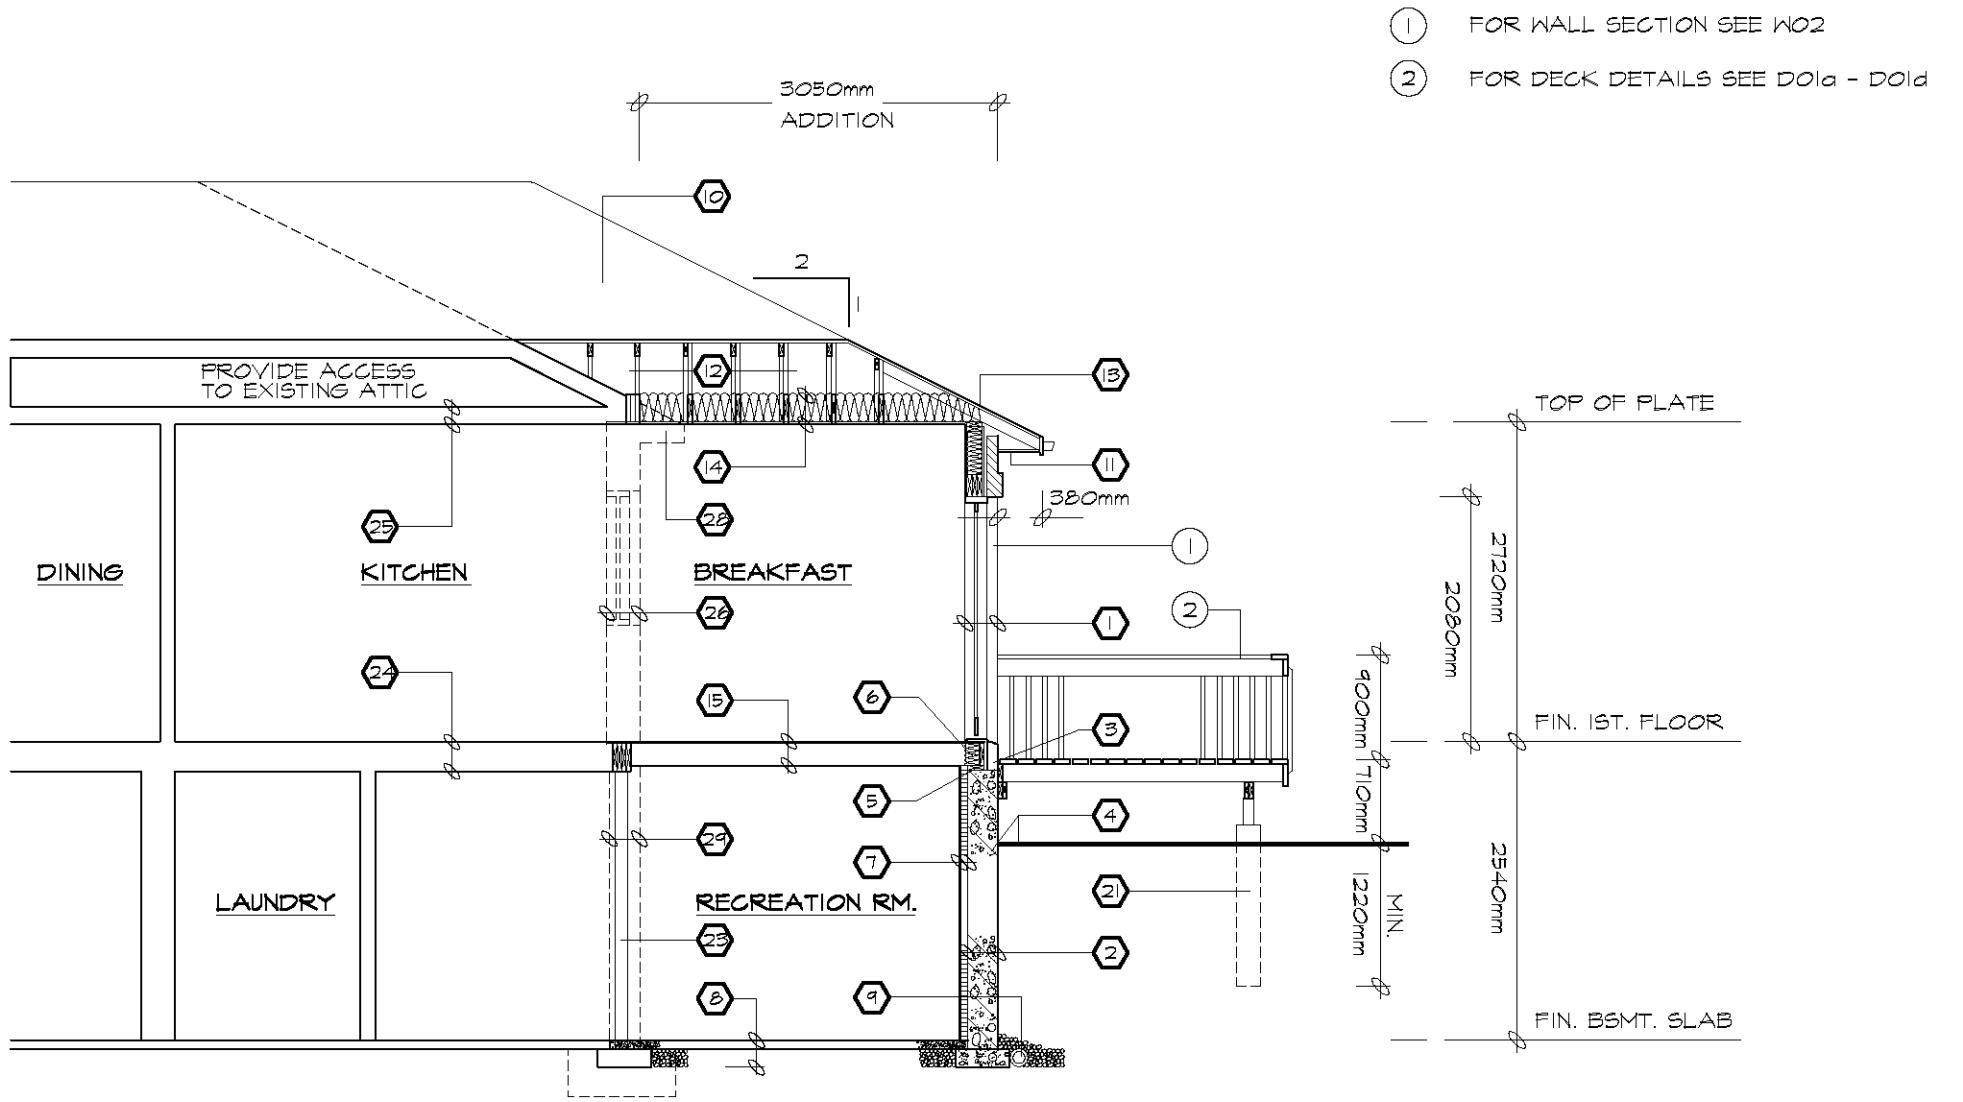 1 FOR WALL SECTION SEE W02
2 FOR DECK DETAILS SEE D01a - D01d
3050mm
ADDITION
10
2
1
PROVIDE ACCESS
TO EXISTING ATTIC
12
13
TOP OF PLATE
14
11
380mm
25
28
1
2720mm
2080mm
DINING
KITCHEN
BREAKFAST
26
1
2
24
15
6
3
900mm
FIN. 1ST. FLOOR
710mm
5
4
29
7
2540mm
LAUNDRY
RECREATION RM.
21
1220mm
MIN.
23
2
8
9
FIN. BSMT. SLAB